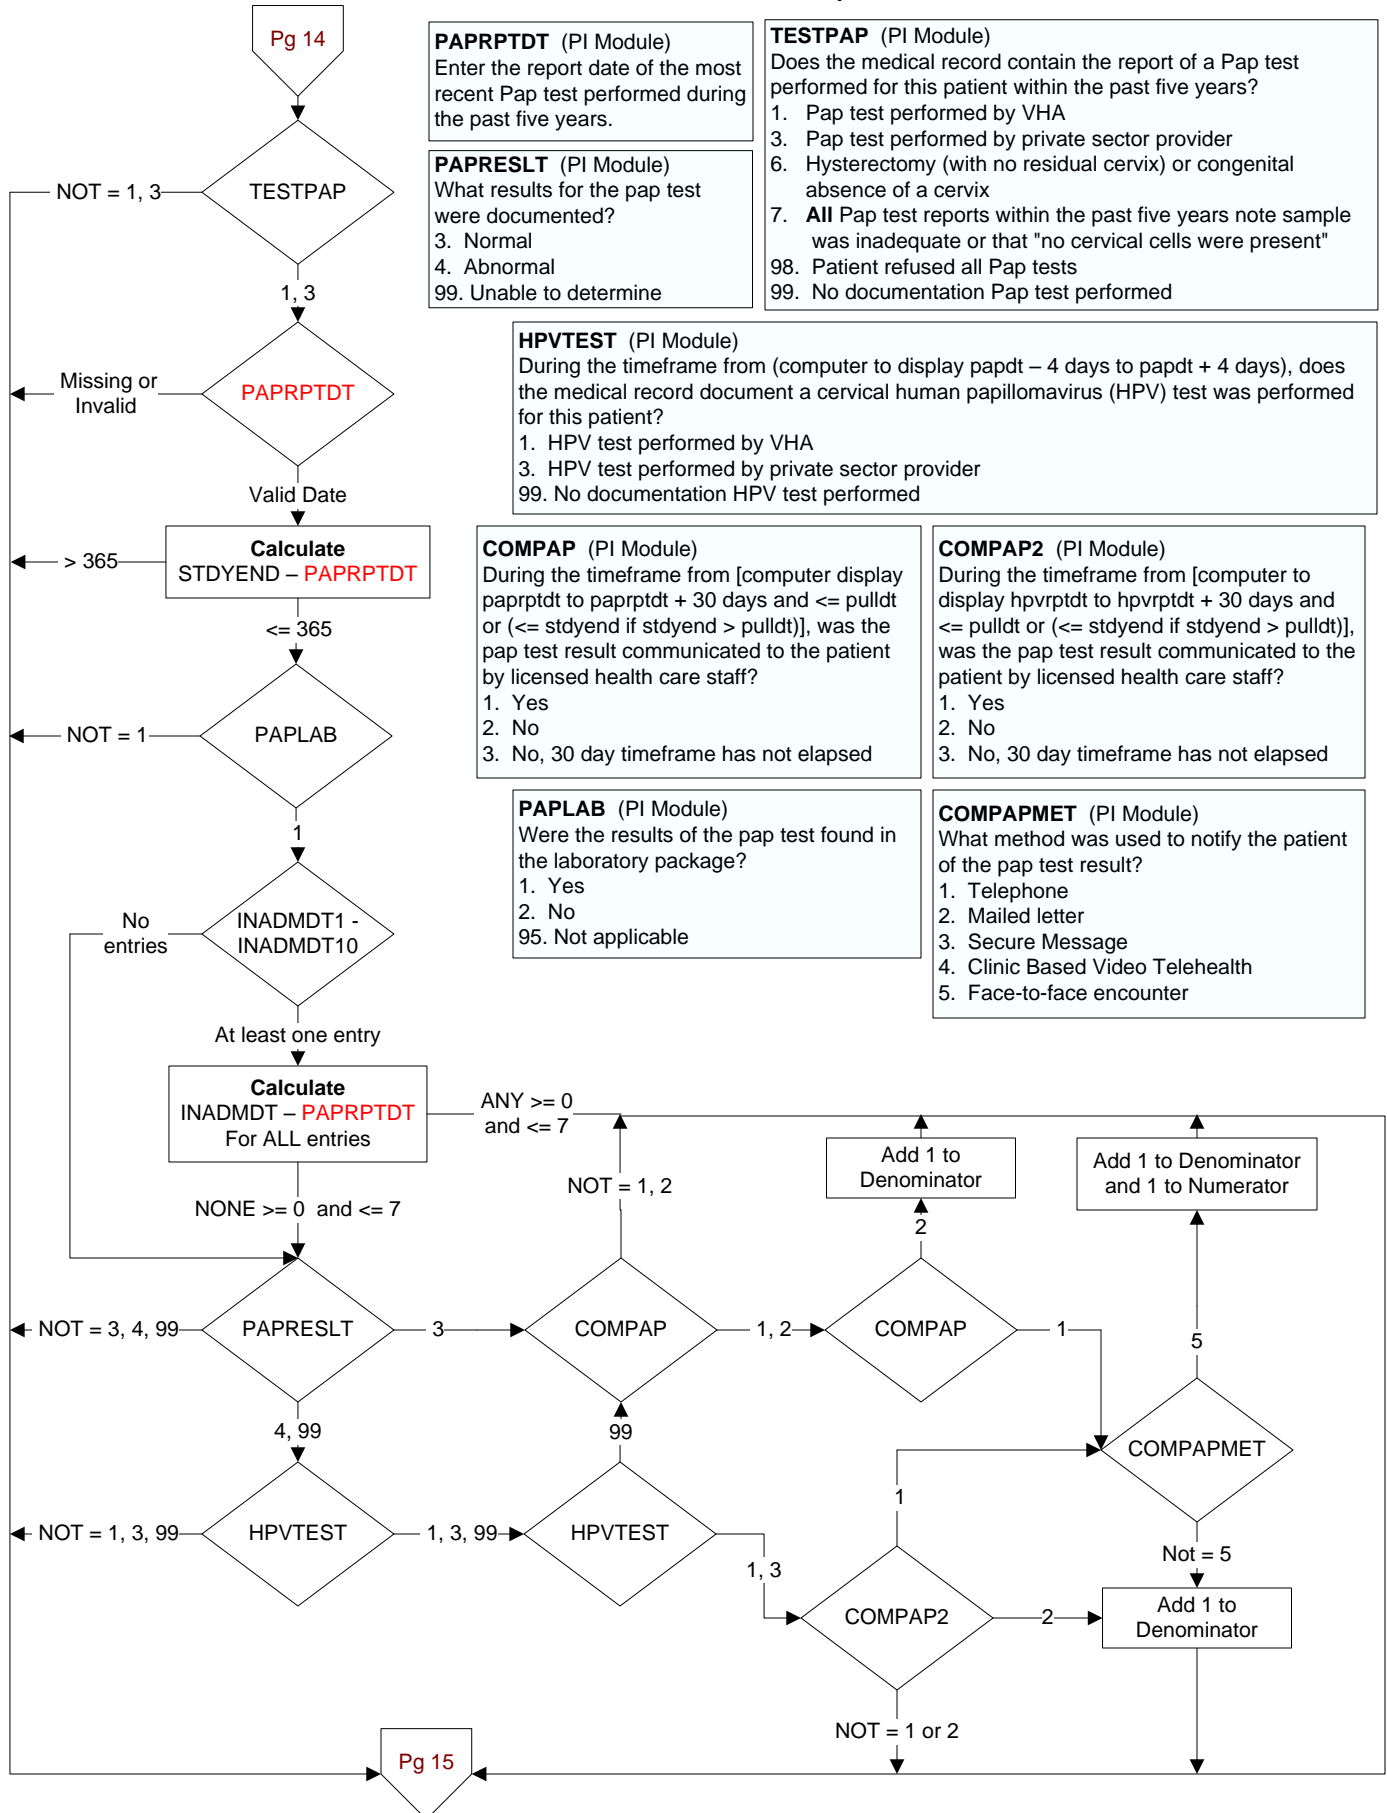 Pg 14
PAPRPTDT (PI Module)
Enter the report date of the most
recent Pap test performed during
the past five years.
TESTPAP (PI Module)
Does the medical record contain the report of a Pap test
performed for this patient within the past five years?
1. Pap test performed by VHA
3. Pap test performed by private sector provider
6. Hysterectomy (with no residual cervix) or congenital
absence of a cervix
7. All Pap test reports within the past five years note sample
was inadequate or that "no cervical cells were present"
98. Patient refused all Pap tests
99. No documentation Pap test performed
PAPRESLT (PI Module)
What results for the pap test
were documented?
3. Normal
4. Abnormal
99. Unable to determine
NOT = 1, 3
TESTPAP
1, 3
HPVTEST (PI Module)
During the timeframe from (computer to display papdt – 4 days to papdt + 4 days), does
the medical record document a cervical human papillomavirus (HPV) test was performed
for this patient?
1. HPV test performed by VHA
3. HPV test performed by private sector provider
99. No documentation HPV test performed
Missing or
Invalid
PAPRPTDT
Valid Date
Calculate
STDYEND – PAPRPTDT
> 365
<= 365
COMPAP (PI Module)
During the timeframe from [computer display
paprptdt to paprptdt + 30 days and <= pulldt
or (<= stdyend if stdyend > pulldt)], was the
pap test result communicated to the patient
by licensed health care staff?
1. Yes
2. No
3. No, 30 day timeframe has not elapsed
COMPAP2 (PI Module)
During the timeframe from [computer to
display hpvrptdt to hpvrptdt + 30 days and
<= pulldt or (<= stdyend if stdyend > pulldt)],
was the pap test result communicated to the
patient by licensed health care staff?
1. Yes
2. No
3. No, 30 day timeframe has not elapsed
NOT = 1
PAPLAB
1
PAPLAB (PI Module)
Were the results of the pap test found in
the laboratory package?
1. Yes
2. No
95. Not applicable
COMPAPMET (PI Module)
What method was used to notify the patient
of the pap test result?
1. Telephone
2. Mailed letter
3. Secure Message
4. Clinic Based Video Telehealth
5. Face-to-face encounter
No
entries
INADMDT1 -
INADMDT10
At least one entry
Calculate
INADMDT – PAPRPTDT
For ALL entries
ANY >= 0
and <= 7
NONE >= 0 and <= 7
NOT = 1, 2
Add 1 to
Denominator
Add 1 to Denominator
and 1 to Numerator
2
5
NOT = 3, 4, 99
PAPRESLT
3
COMPAP
1, 2
COMPAP
1
4, 99
99
COMPAPMET
NOT = 1, 3, 99
HPVTEST
1, 3, 99
HPVTEST
1, 3
1
COMPAP2
2
Not = 5
Add 1 to
Denominator
NOT = 1 or 2
Pg 15